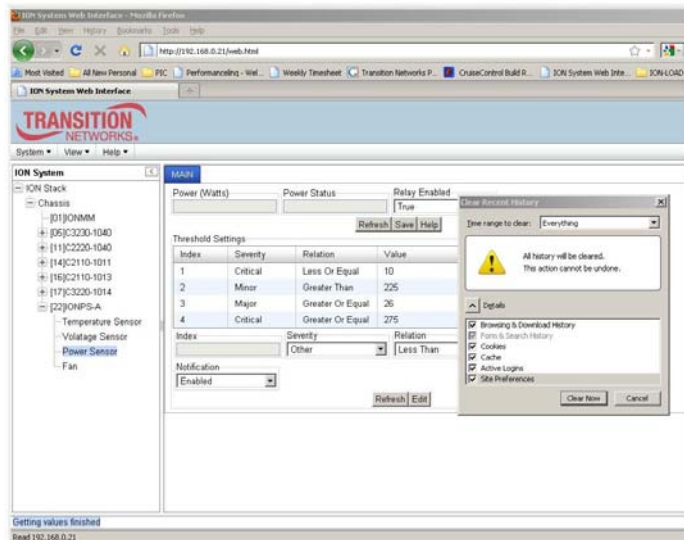 ION System Web Interface - Mozilla Firefox
File Edit View History Bookmarks Tools Help
http://192.168.0.21/web.html
Most Visited All New Personal PIC Performanceling - Wel... Weekly Timesheet Transition Networks P... CruiseControl Build R... ION System Web Inte... ION-LOAD
ION System Web Interface
TRANSITION
NETWORKS
System View Help
ION System
ION Stack
Chassis
[01]IONMM
[05]C3230-1040
[11]C2220-1040
[14]C2110-1011
[16]C2110-1013
[17]C3220-1014
[22]IONPS-A
Temperature Sensor
Volatage Sensor
Power Sensor
Fan
MAIN
Power (Watts) Power Status Relay Enabled
True
Refresh Save Help
Threshold Settings
Index Severity Relation Value
1 Critical Less Or Equal 10
2 Minor Greater Than 225
3 Major Greater Or Equal 26
4 Critical Greater Or Equal 275
Index Severity Relation
Other Less Than
Notification
Enabled
Refresh Edit
Clear Recent History
Time range to clear: Everything
All history will be cleared.
This action cannot be undone.
Details
Browsing & Download History
Form & Search History
Cookies
Cache
Active Logins
Site Preferences
Clear Now Cancel
Getting values finished
Read 192.168.0.21